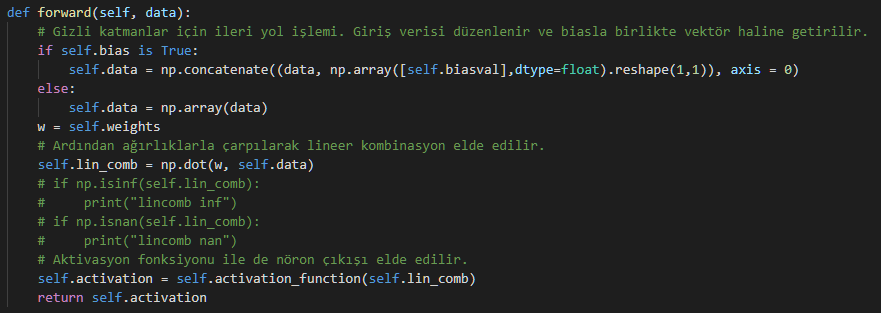 def forward(self, data):
    # Gizli katmanlar için ileri yol işlemi. Giriş verisi düzenlenir ve biasla birlikte vektör haline getirilir.
    if self.bias is True:
        self.data = np.concatenate((data, np.array([self.biasval],dtype=float).reshape(1,1)), axis = 0)
    else:
        self.data = np.array(data)
    w = self.weights
    # Ardından ağırlıklarla çarpılarak lineer kombinasyon elde edilir.
    self.lin_comb = np.dot(w, self.data)
    # if np.isinf(self.lin_comb):
    #     print("lincomb inf")
    # if np.isnan(self.lin_comb):
    #     print("lincomb nan")
    # Aktivasyon fonksiyonu ile de nöron çıkışı elde edilir.
    self.activation = self.activation_function(self.lin_comb)
    return self.activation